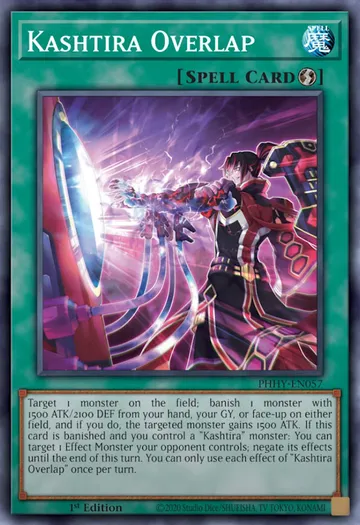 KASHTIRA OVERLAP
SPELL
魔
[SPELL CARD]
PHHY-EN057
Target 1 monster on the field; banish 1 monster with
1500 ATK/2100 DEF from your hand, your GY, or face-up on either
field, and if you do, the targeted monster gains 1500 ATK. If this
card is banished and you control a "Kashtira" monster: You can
target 1 Effect Monster your opponent controls; negate its effects
until the end of this turn. You can only use each effect of "Kashtira
Overlap" once per turn.
1st Edition
©2020 Studio Dice/SHUEISHA, TV TOKYO, KONAMI